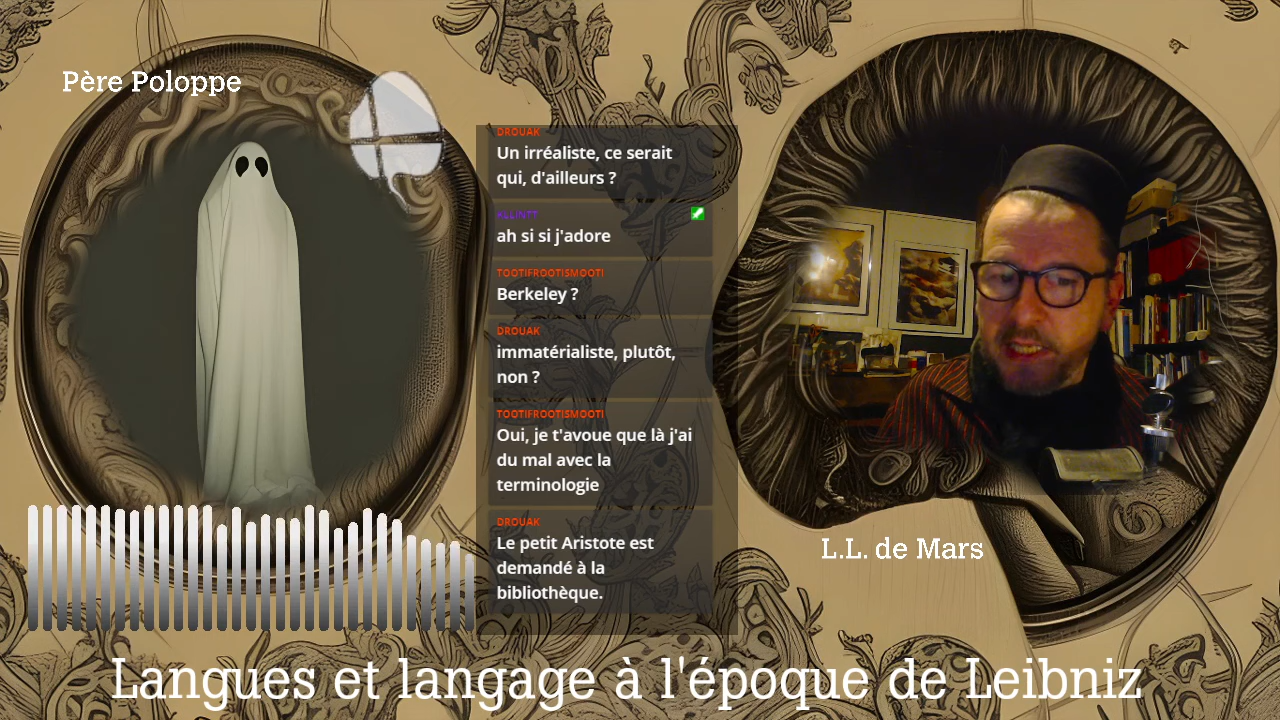 Père Poloppe
DROUAK
Un irréaliste, ce serait
qui, d'ailleurs ?
KLLINTT
ah si si j'adore
TOOTIFROOTISMOOTI
Berkeley ?
DROUAK
immatérialiste, plutôt,
non ?
TOOTIFROOTISMOOTI
Oui, je t'avoue que là j'ai
du mal avec la
terminologie
DROUAK
Le petit Aristote est
demandé à la
bibliothèque.
L.L. de Mars
Langues et langage à l'époque de Leibniz